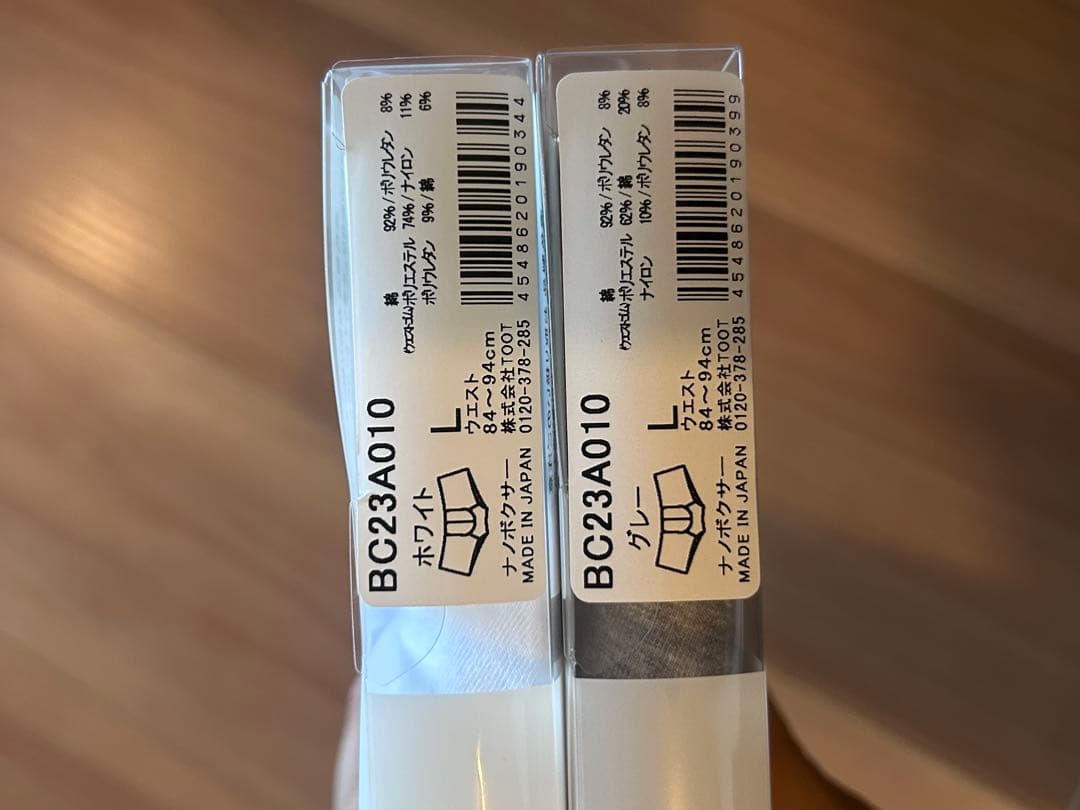 BC23A010
ホワイト
ナノボクサー
MADE IN JAPAN
L
ウエスト
84～94cm
株式会社TOOT
0120-378-285
綿 92%/ポリウレタン 8%
(ウエストゴム)ポリエステル 74%/ナイロン 11%
ポリウレタン 9%/綿 6%
4548620190344
BC23A010
グレー
ナノボクサー
MADE IN JAPAN
L
ウエスト
84～94cm
株式会社TOOT
0120-378-285
綿 92%/ポリウレタン 8%
(ウエストゴム)ポリエステル 62%/綿 20%
ナイロン 10%/ポリウレタン 8%
4548620190399